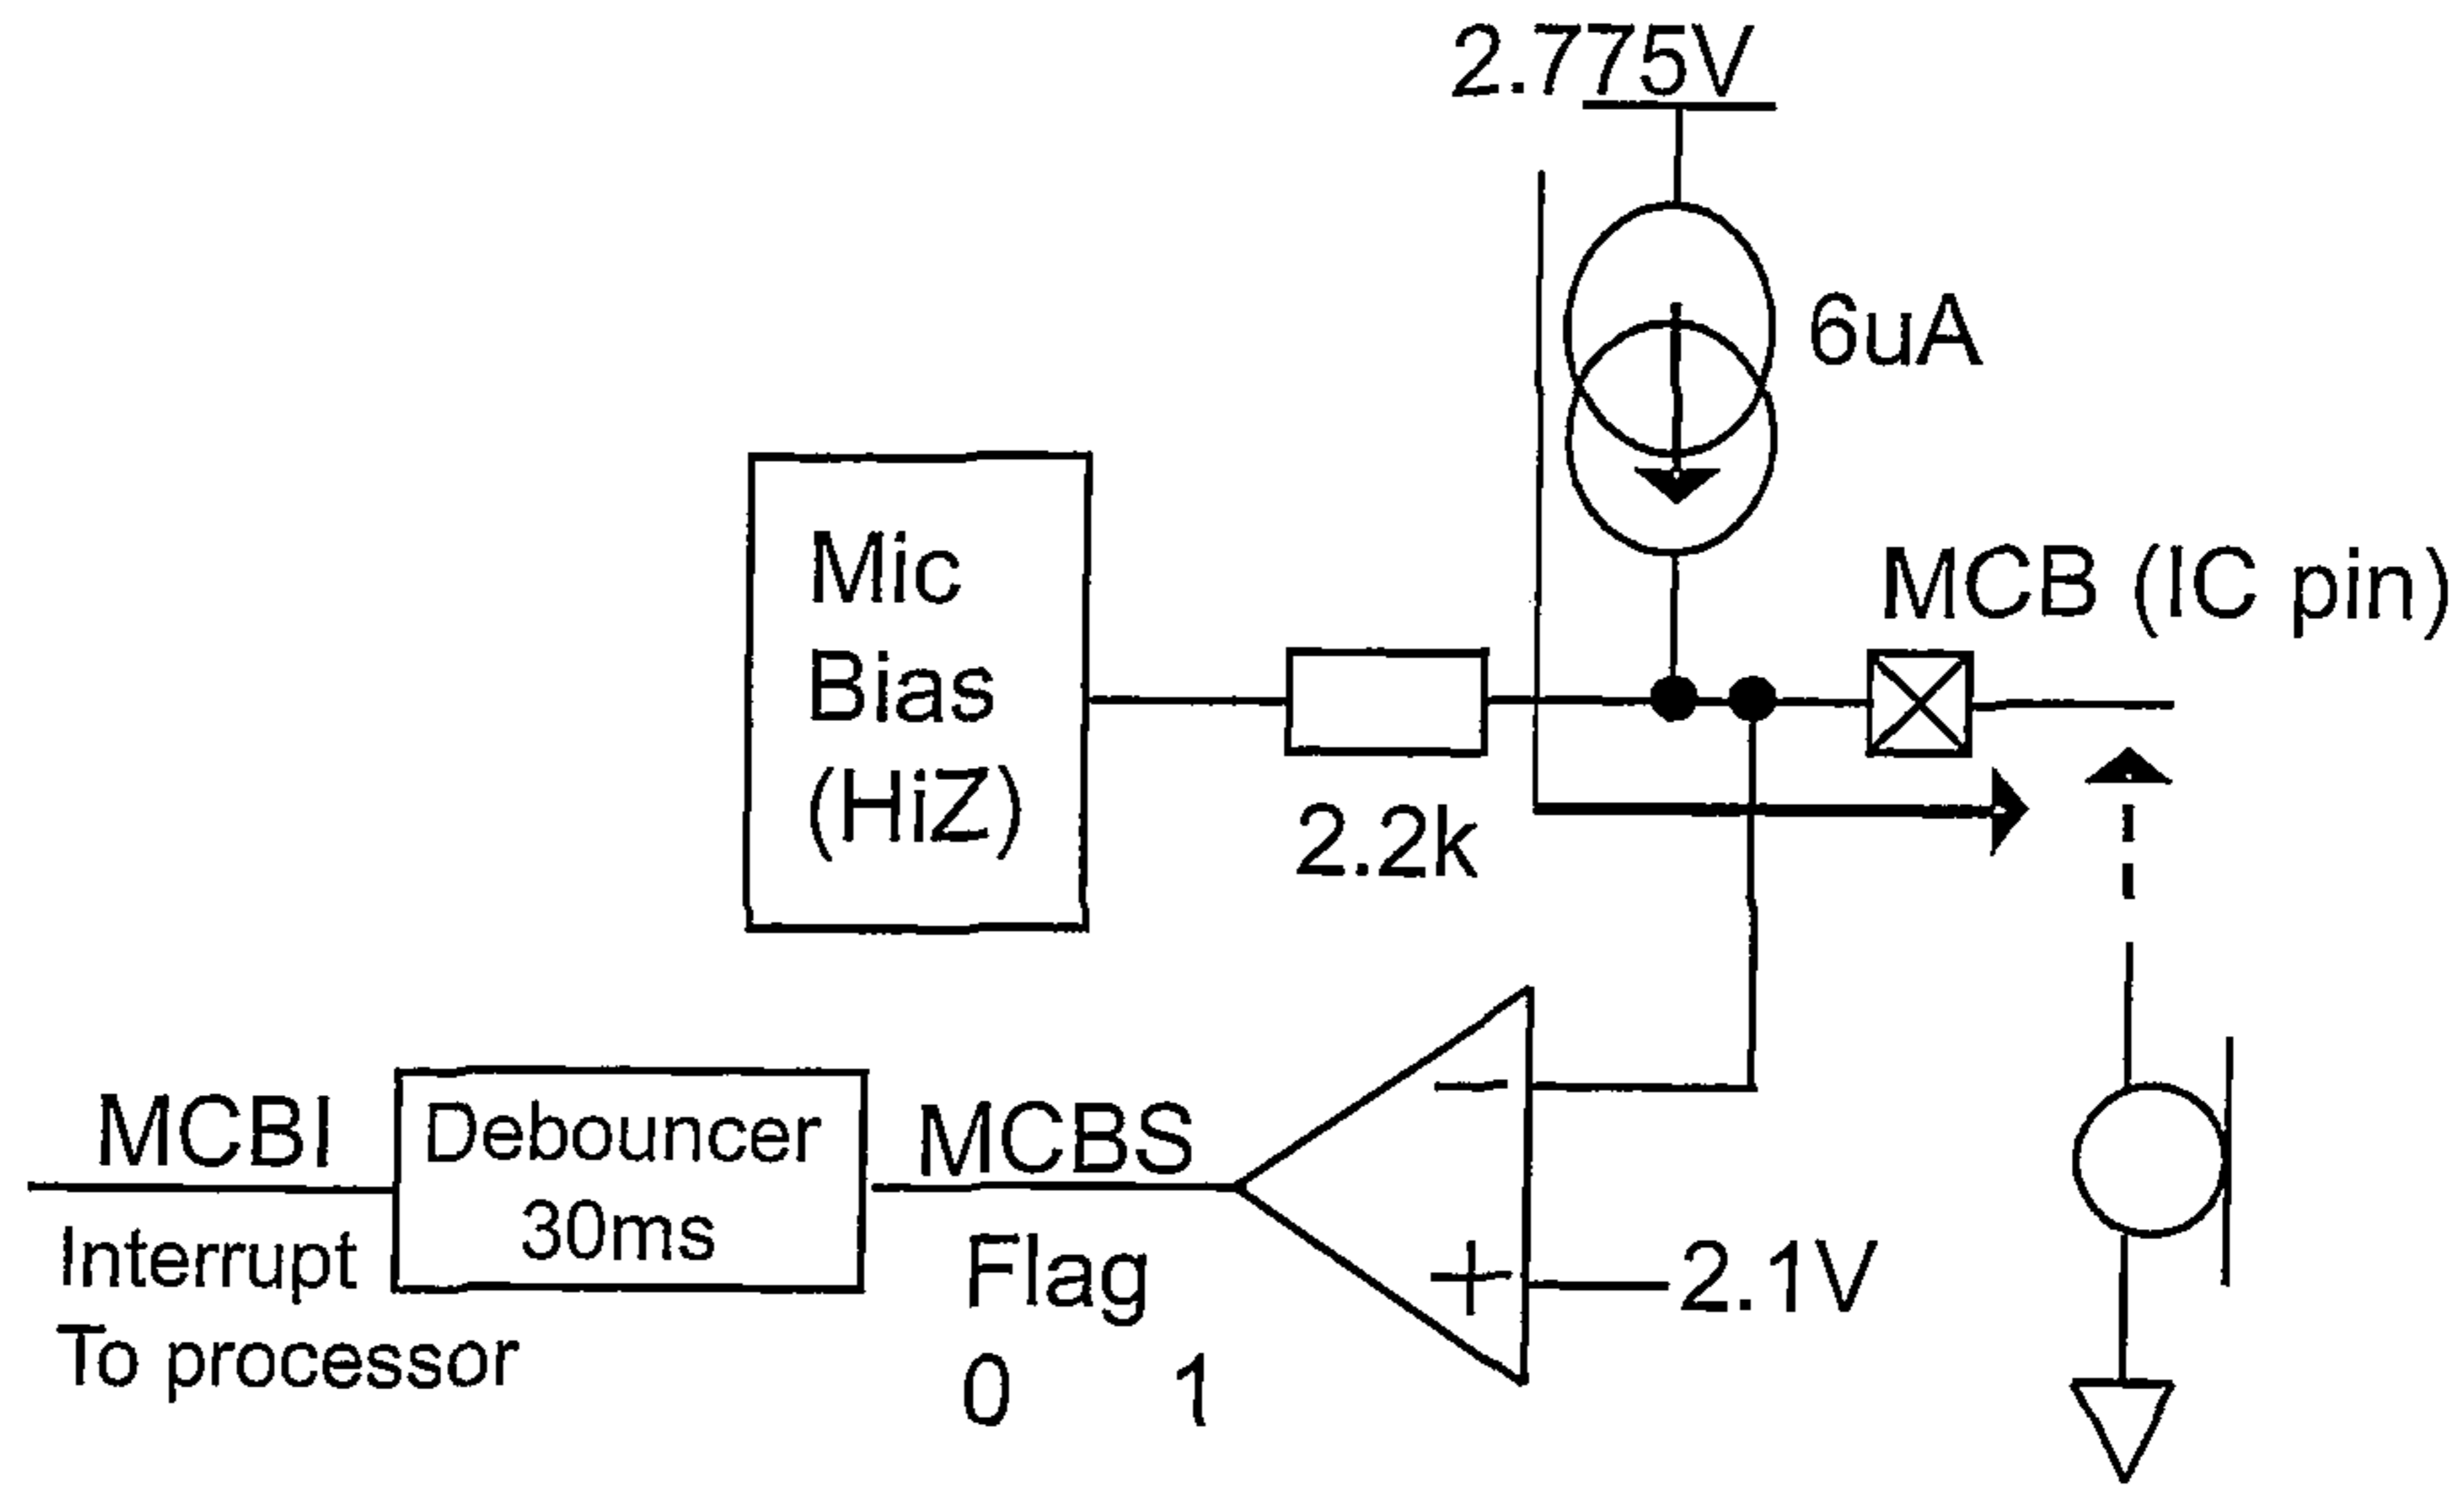 2.775V
6uA
MCB (IC pin)
Mic
Bias
(HiZ)
2.2k
MCBI
Interrupt
To processor
Debouncer
30ms
MCBS
Flag
0 1
−
+
2.1V